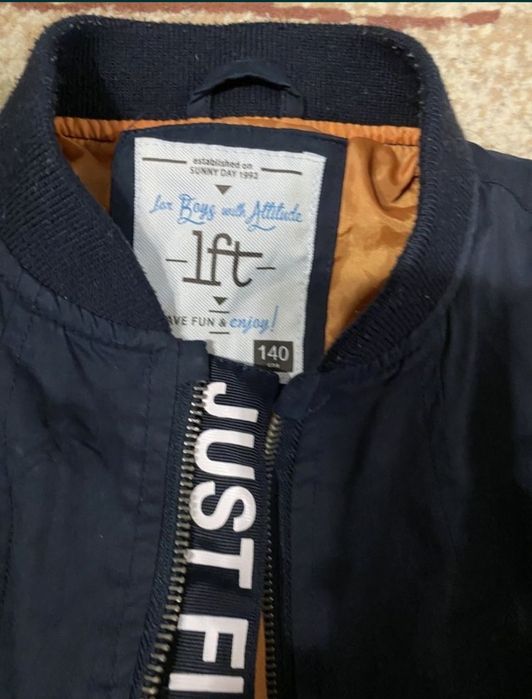 established on
SUNNY DAY 1992
for Boys with Attitude
lft
AVE FUN & enjoy!
140
JUST FI